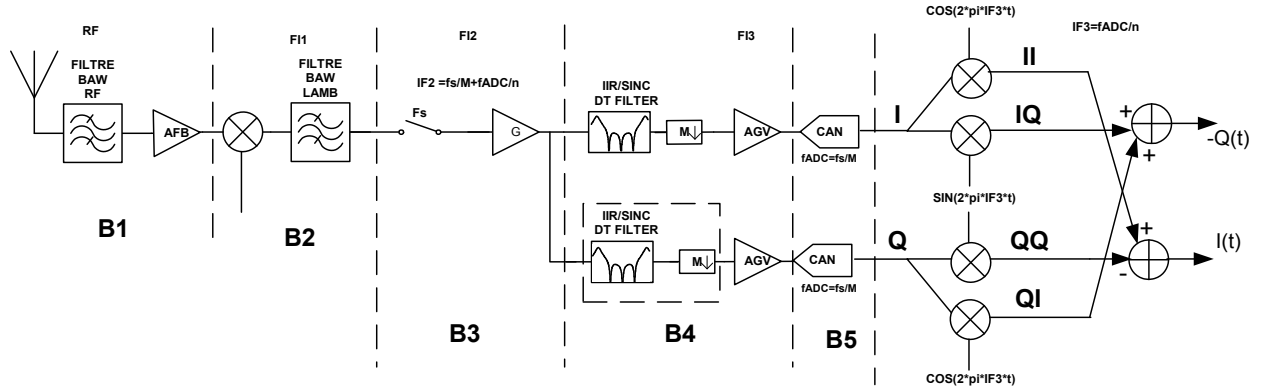 RF
FILTRE
BAW
RF
AFB
B1
FI1
FILTRE
BAW
LAMB
B2
FI2
IF2 =fs/M+fADC/n
Fs
G
B3
FI3
IIR/SINC
DT FILTER
M
AGV
IIR/SINC
DT FILTER
M
AGV
B4
CAN
fADC=fs/M
CAN
fADC=fs/M
B5
COS(2*pi*IF3*t)
IF3=fADC/n
I
II
IQ
SIN(2*pi*IF3*t)
Q
QQ
QI
COS(2*pi*IF3*t)
+
+
-Q(t)
+
-
I(t)